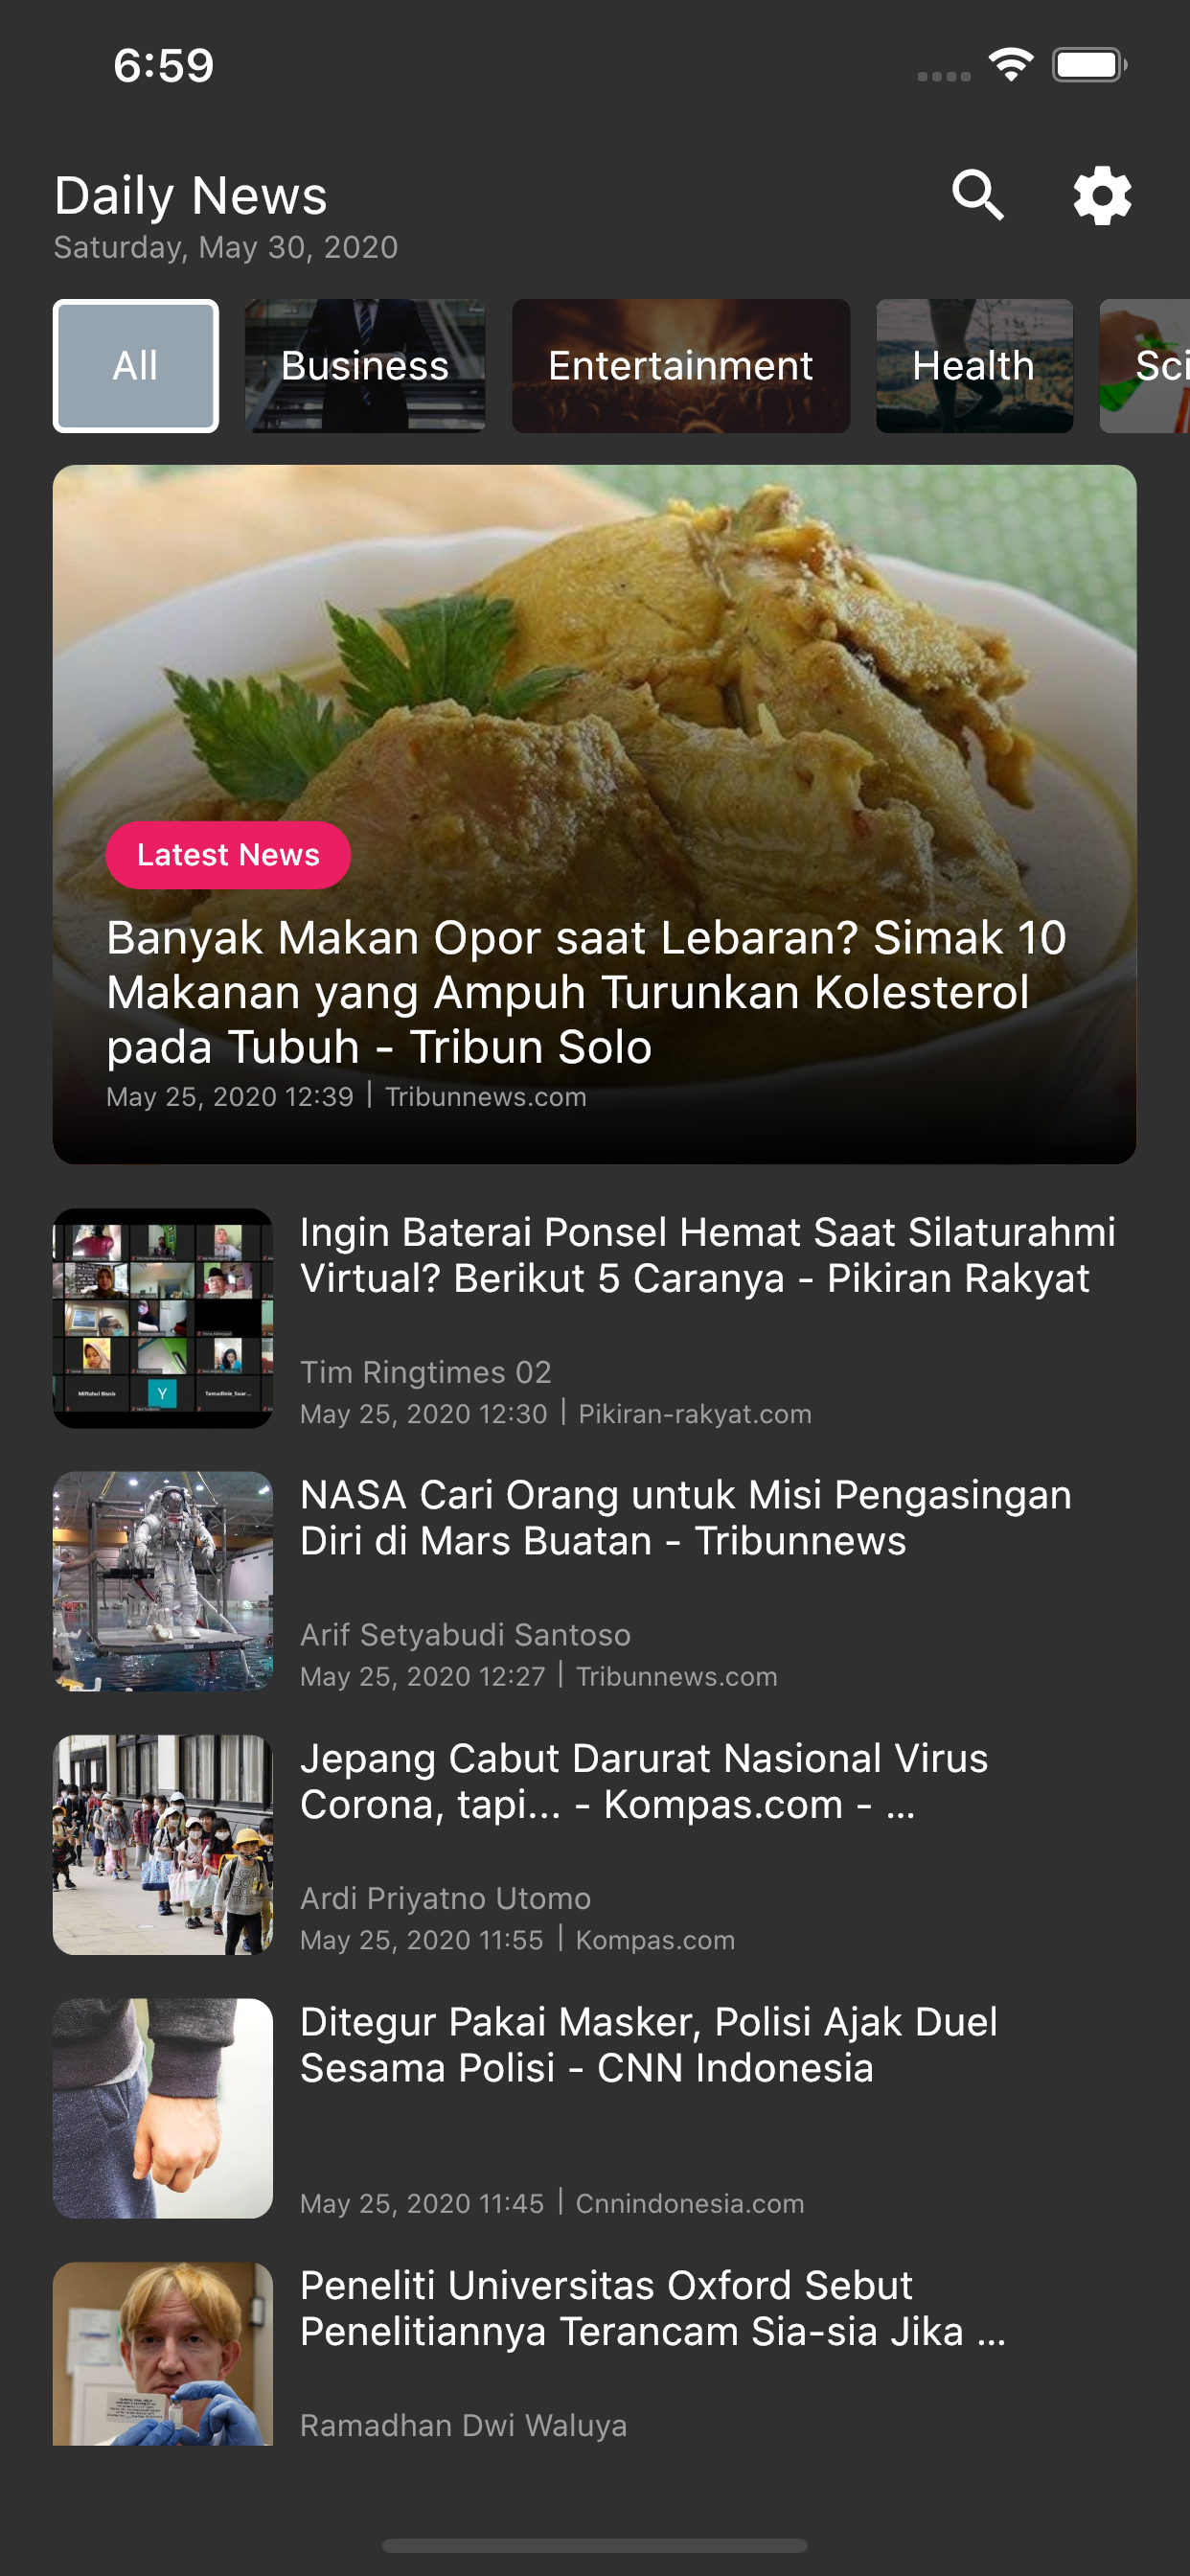 6:59
Daily News
Saturday, May 30, 2020
All
Business
Entertainment
Health
Sci
Latest News
Banyak Makan Opor saat Lebaran? Simak 10
Makanan yang Ampuh Turunkan Kolesterol
pada Tubuh - Tribun Solo
May 25, 2020 12:39 | Tribunnews.com
Ingin Baterai Ponsel Hemat Saat Silaturahmi
Virtual? Berikut 5 Caranya - Pikiran Rakyat
Tim Ringtimes 02
May 25, 2020 12:30 | Pikiran-rakyat.com
Miftahul Bisnis
Y
NASA Cari Orang untuk Misi Pengasingan
Diri di Mars Buatan - Tribunnews
Arif Setyabudi Santoso
May 25, 2020 12:27 | Tribunnews.com
Jepang Cabut Darurat Nasional Virus
Corona, tapi... - Kompas.com - ...
Ardi Priyatno Utomo
May 25, 2020 11:55 | Kompas.com
Ditegur Pakai Masker, Polisi Ajak Duel
Sesama Polisi - CNN Indonesia
May 25, 2020 11:45 | Cnnindonesia.com
Peneliti Universitas Oxford Sebut
Penelitiannya Terancam Sia-sia Jika ...
Ramadhan Dwi Waluya